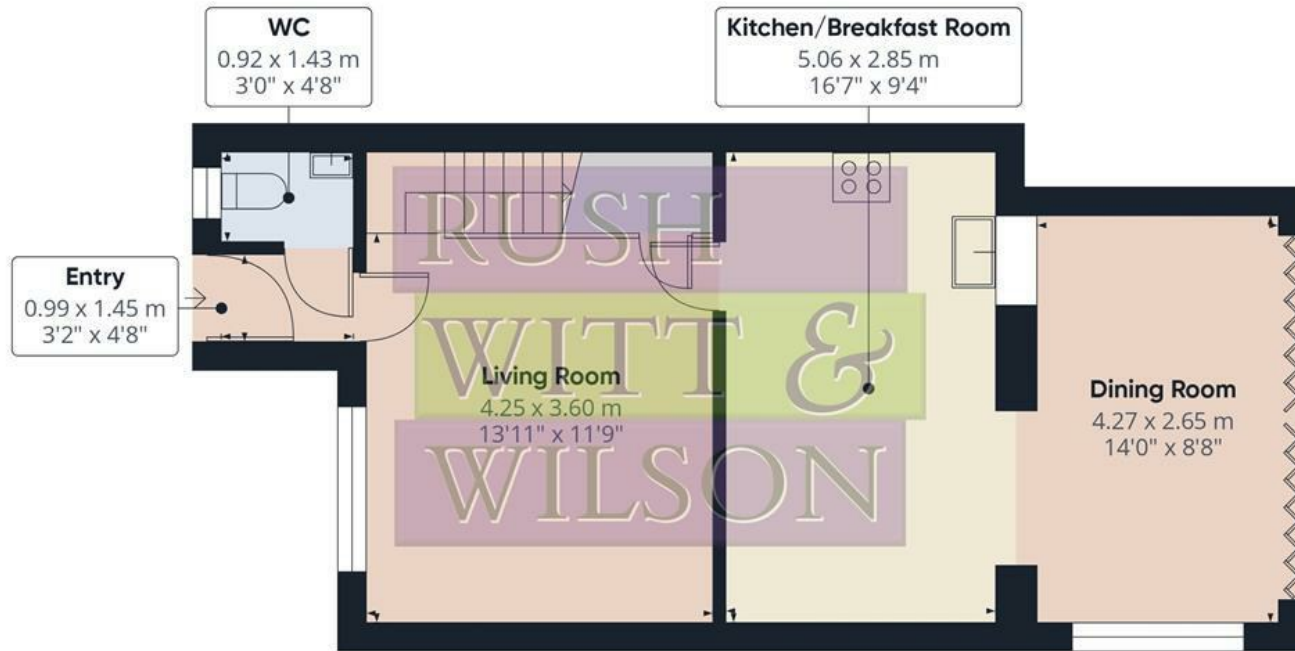 WC
0.92 x 1.43 m
3'0" x 4'8"
Kitchen/Breakfast Room
5.06 x 2.85 m
16'7" x 9'4"
Entry
0.99 x 1.45 m
3'2" x 4'8"
RUSH
WITT &
WILSON
Living Room
4.25 x 3.60 m
13'11" x 11'9"
Dining Room
4.27 x 2.65 m
14'0" x 8'8"